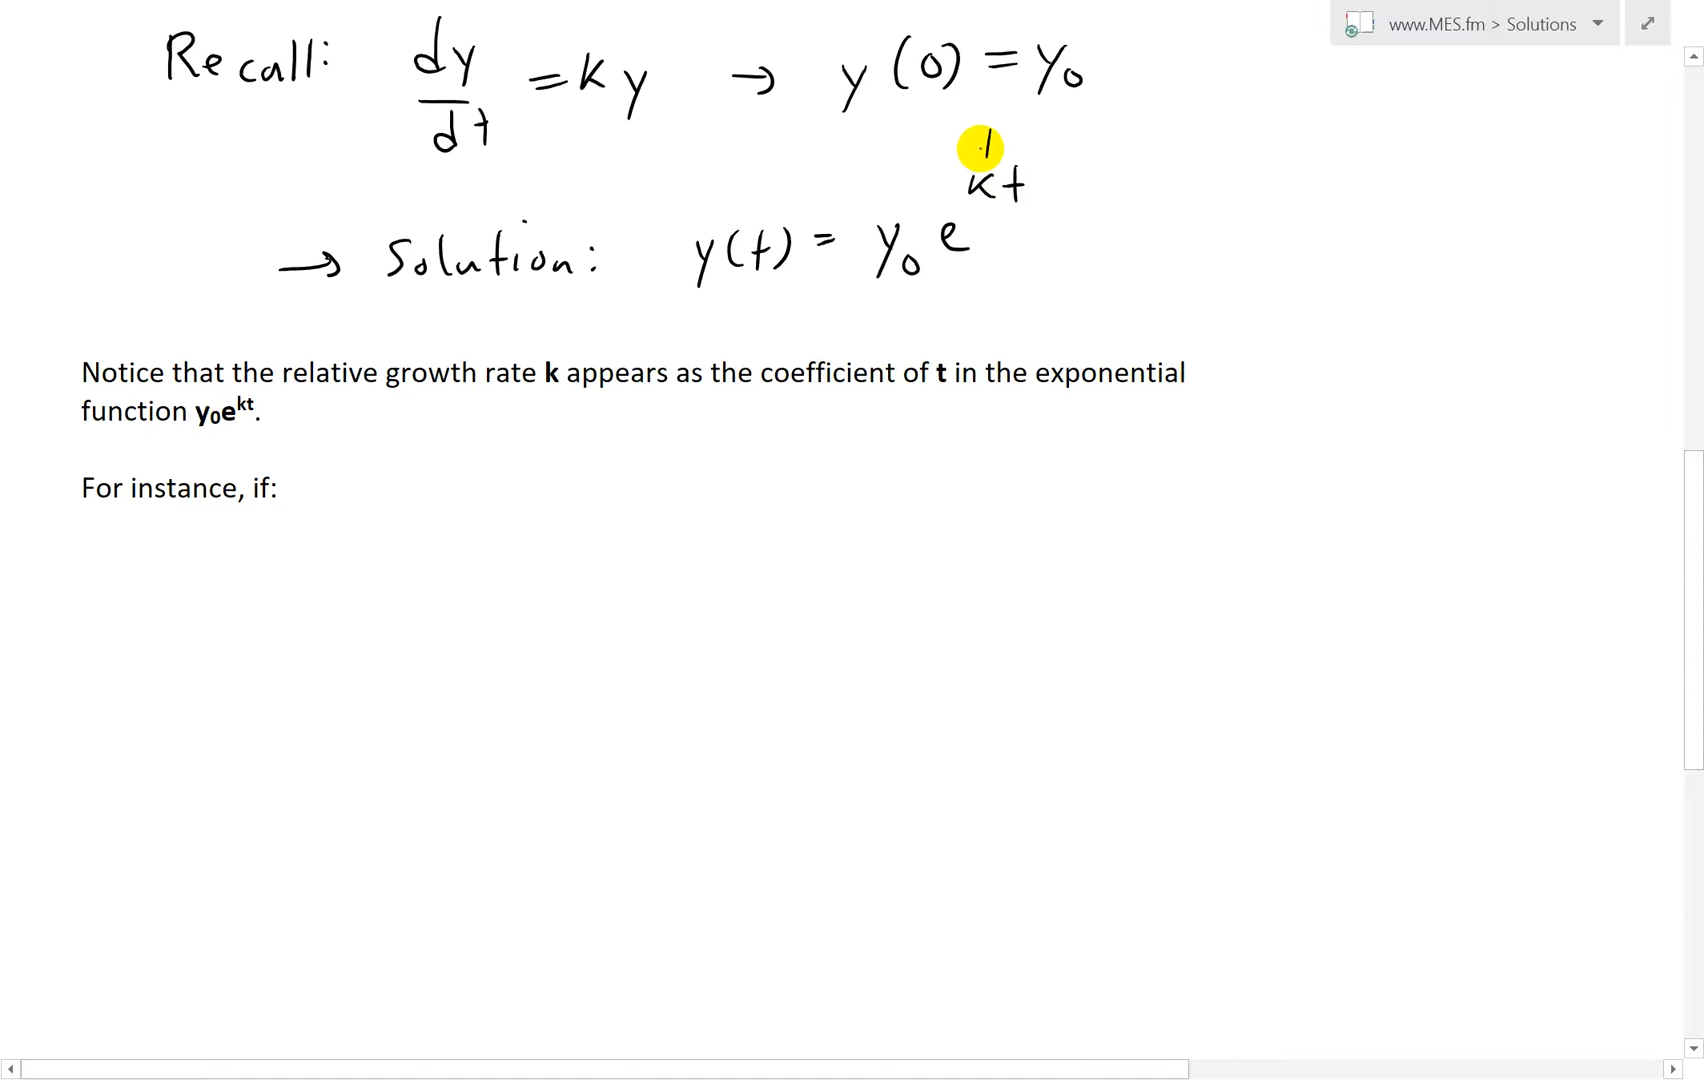 www.MES.fm > Solutions
Recall: dy/dt = ky → y(0) = y₀
→ Solution: y(t) = y₀ e^kt
Notice that the relative growth rate k appears as the coefficient of t in the exponential
function y₀e^kt.
For instance, if: